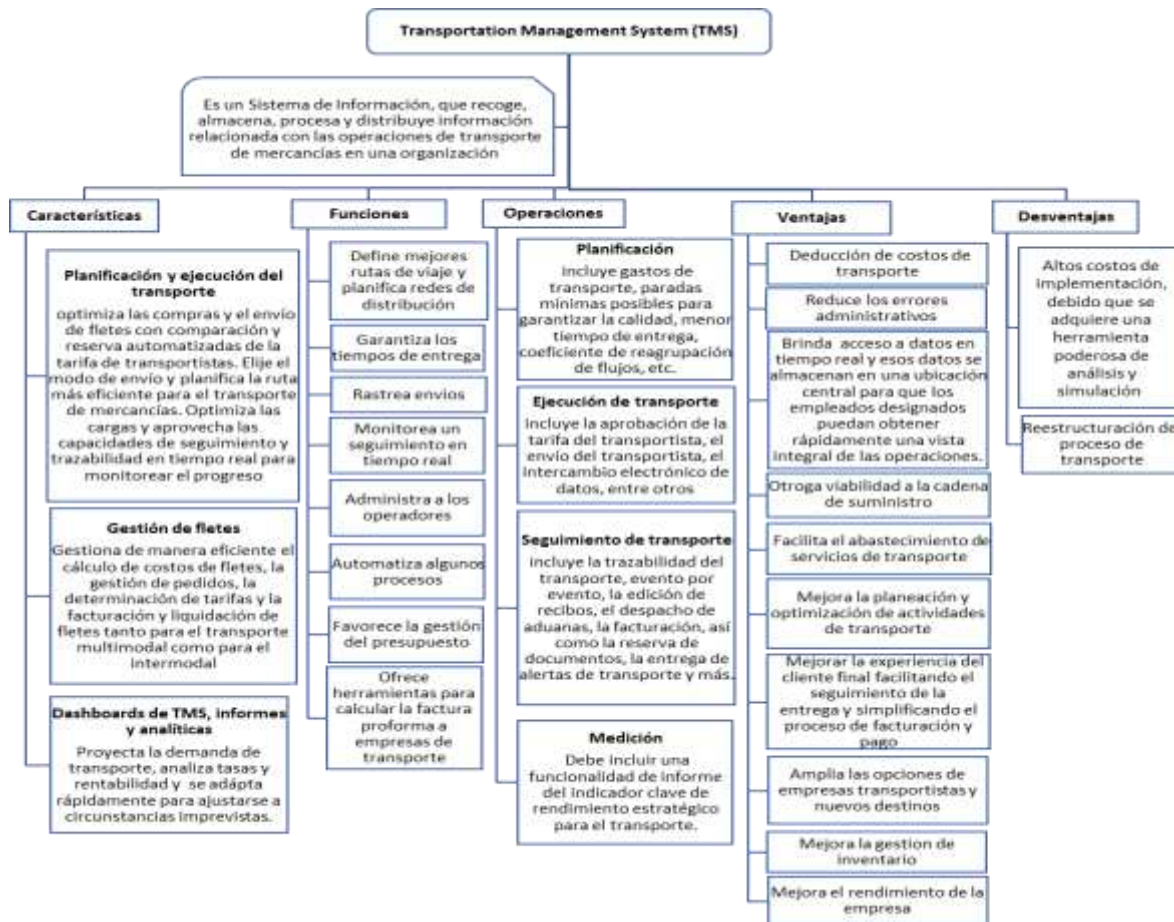 Transportation Management System (TMS)
Es un Sistema de Información, que recoge,
almacena, procesa y distribuye información
relacionada con las operaciones de transporte
de mercancías en una organización
Características
Planificación y ejecución del
transporte
optimiza las compras y el envío
de fletes con comparación y
reserva automatizadas de la
tarifa de transportistas. Elije el
modo de envío y planifica la ruta
más eficiente para el transporte
de mercancías. Optimiza las
cargas y aprovecha las
capacidades de seguimiento y
trazabilidad en tiempo real para
monitorear el progreso
Gestión de fletes
Gestiona de manera eficiente el
cálculo de costos de fletes, la
gestión de pedidos, la
determinación de tarifas y la
facturación y liquidación de
fletes tanto para el transporte
multimodal como para el
intermodal
Dashboards de TMS, informes
y analíticas
Proyecta la demanda de
transporte, analiza tasas y
rentabilidad y se adápta
rápidamente para ajustarse a
circunstancias imprevistas.
Funciones
Define mejores
rutas de viaje y
planifica redes de
distribución
Garantiza los
tiempos de entrega
Rastrea envios
Monitorea un
seguimiento en
tiempo real
Administra a los
operadores
Automatiza algunos
procesos
Favorece la gestión
del presupuesto
Ofrece
herramientas para
calcular la factura
proforma a
empresas de
transporte
Operaciones
Planificación
Incluye gastos de
transporte, paradas
mínimas posibles para
garantizar la calidad, menor
tiempo de entrega,
coeficiente de reagrupación
de flujos, etc.
Ejecución de transporte
Incluye la aprobación de la
tarifa del transportista, el
envío del transportista, el
intercambio electrónico de
datos, entre otros
Seguimiento de transporte
incluye la trazabilidad del
transporte, evento por
evento, la edición de
recibos, el despacho de
aduanas, la facturación, así
como la reserva de
documentos, la entrega de
alertas de transporte y más.
Medición
Debe incluir una
funcionalidad de informe
del indicador clave de
rendimiento estratégico
para el transporte.
Ventajas
Deducción de costos de
transporte
Reduce los errores
administrativos
Brinda acceso a datos en
tiempo real y esos datos se
almacenan en una ubicación
central para que los
empleados designados
puedan obtener
rápidamente una vista
integral de las operaciones.
Otroga viabilidad a la cadena
de suministro
Facilita el abastecimiento de
servicios de transporte
Mejora la planeación y
optimización de actividades
de transporte
Mejorar la experiencia del
cliente final facilitando el
seguimiento de la
entrega y simplificando el
proceso de facturación y
pago
Amplia las opciones de
empresas transportistas y
nuevos destinos
Mejora la gestion de
inventario
Mejora el rendimiento de la
empresa
Desventajas
Altos costos de
implementación,
debido que se
adquiere una
herramienta
poderosa de
análisis y
simulación
Reestructuración de
proceso de
transporte